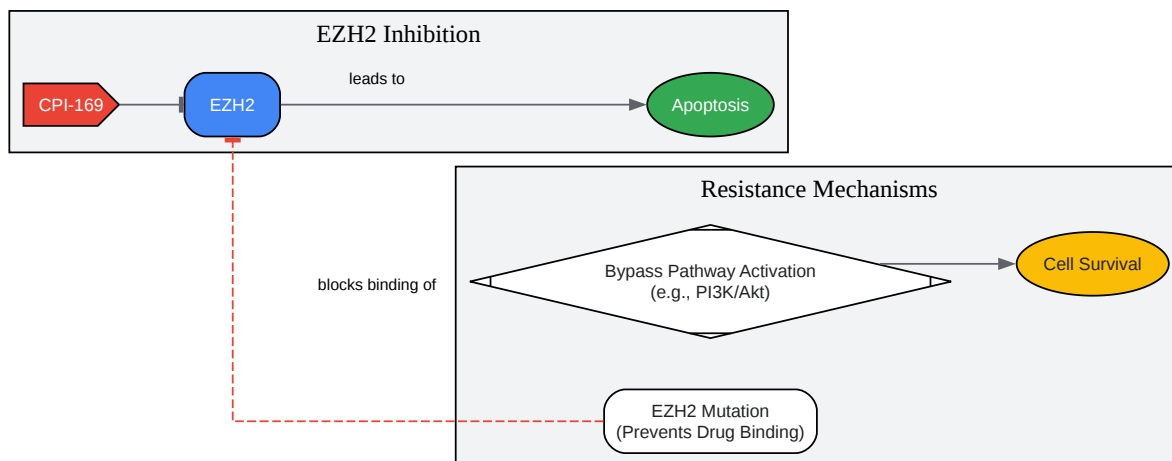 EZH2 Inhibition
CPI-169
EZH2
leads to
Apoptosis
Resistance Mechanisms
blocks binding of
Bypass Pathway Activation
(e.g., PI3K/Akt)
Cell Survival
EZH2 Mutation
(Prevents Drug Binding)